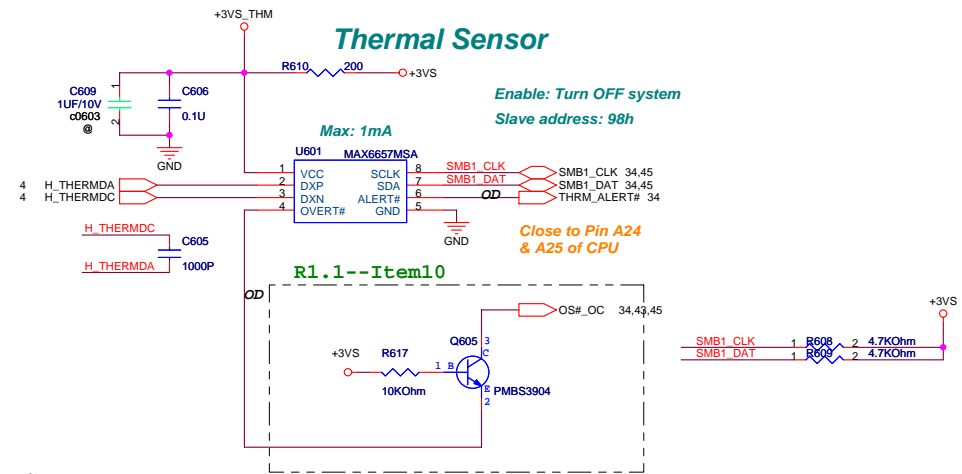 +3VS_THM
Thermal Sensor
R610 200
+3VS
C609
1UF/10V
c0603
@
1
2
C606
0.1U
GND
Enable: Turn OFF system
Slave address: 98h
Max: 1mA
U601 MAX6657MSA
1 VCC SCLK 8 SMB1_CLK SMB1_CLK 34,45
4 H_THERMDA 2 DXP SDA 7 SMB1_DAT SMB1_DAT 34,45
4 H_THERMDC 3 DXN ALERT# 6 OD THRM_ALERT# 34
4 OVERT# GND 5
GND
H_THERMDC
C605
1000P
H_THERMDA
Close to Pin A24
& A25 of CPU
R1.1--Item10
OD
OS#_OC 34,43,45
Q605 3
C
+3VS R617 1 B
10KOhm
PMBS3904
E
2
+3VS
SMB1_CLK 1 R608 2 4.7KOhm
SMB1_DAT 1 R609 2 4.7KOhm